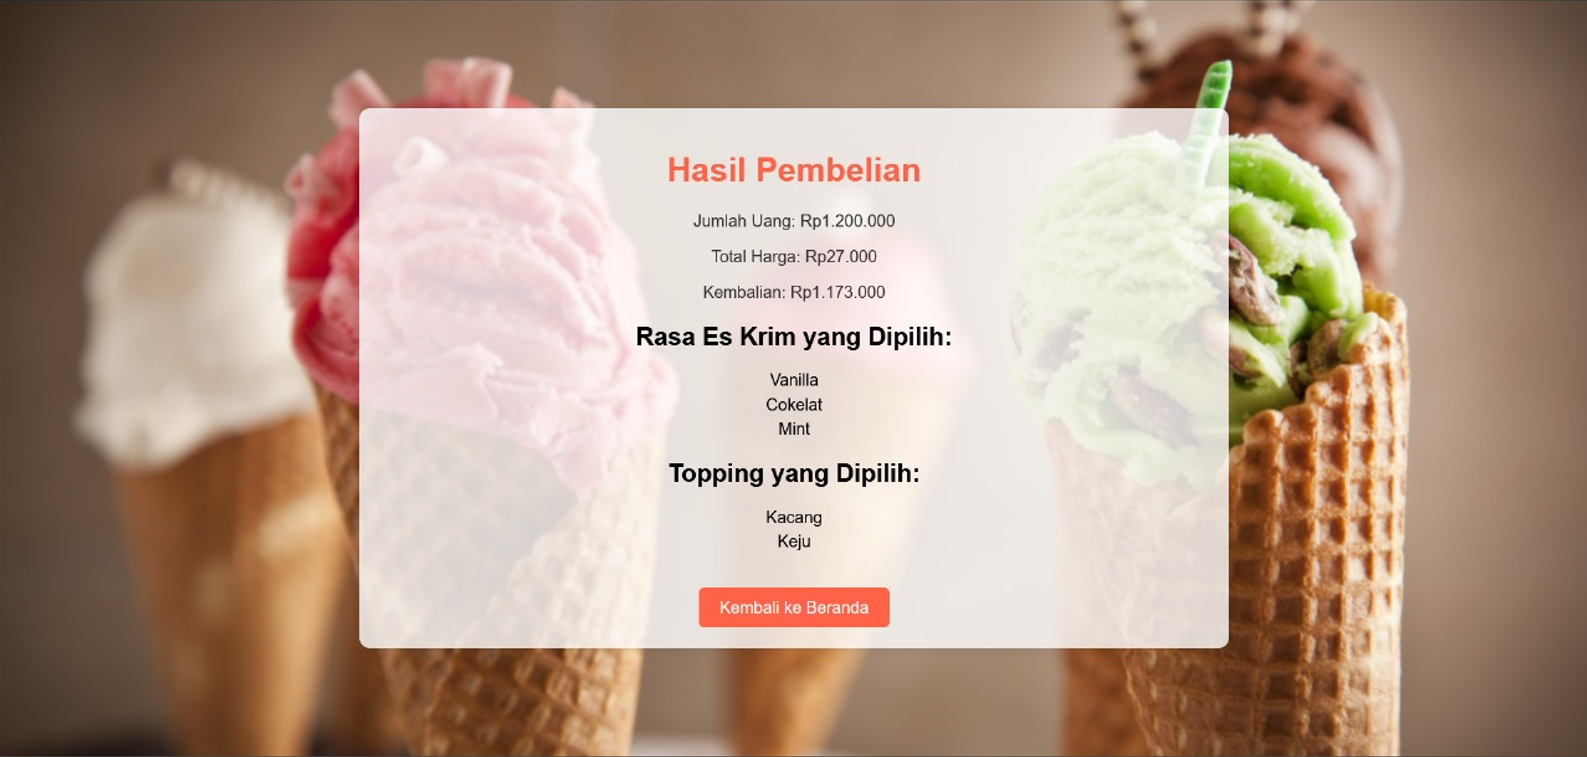 Hasil Pembelian
Jumlah Uang: Rp1.200.000
Total Harga: Rp27.000
Kembalian: Rp1.173.000
Rasa Es Krim yang Dipilih:
Vanilla
Cokelat
Mint
Topping yang Dipilih:
Kacang
Keju
Kembali ke Beranda